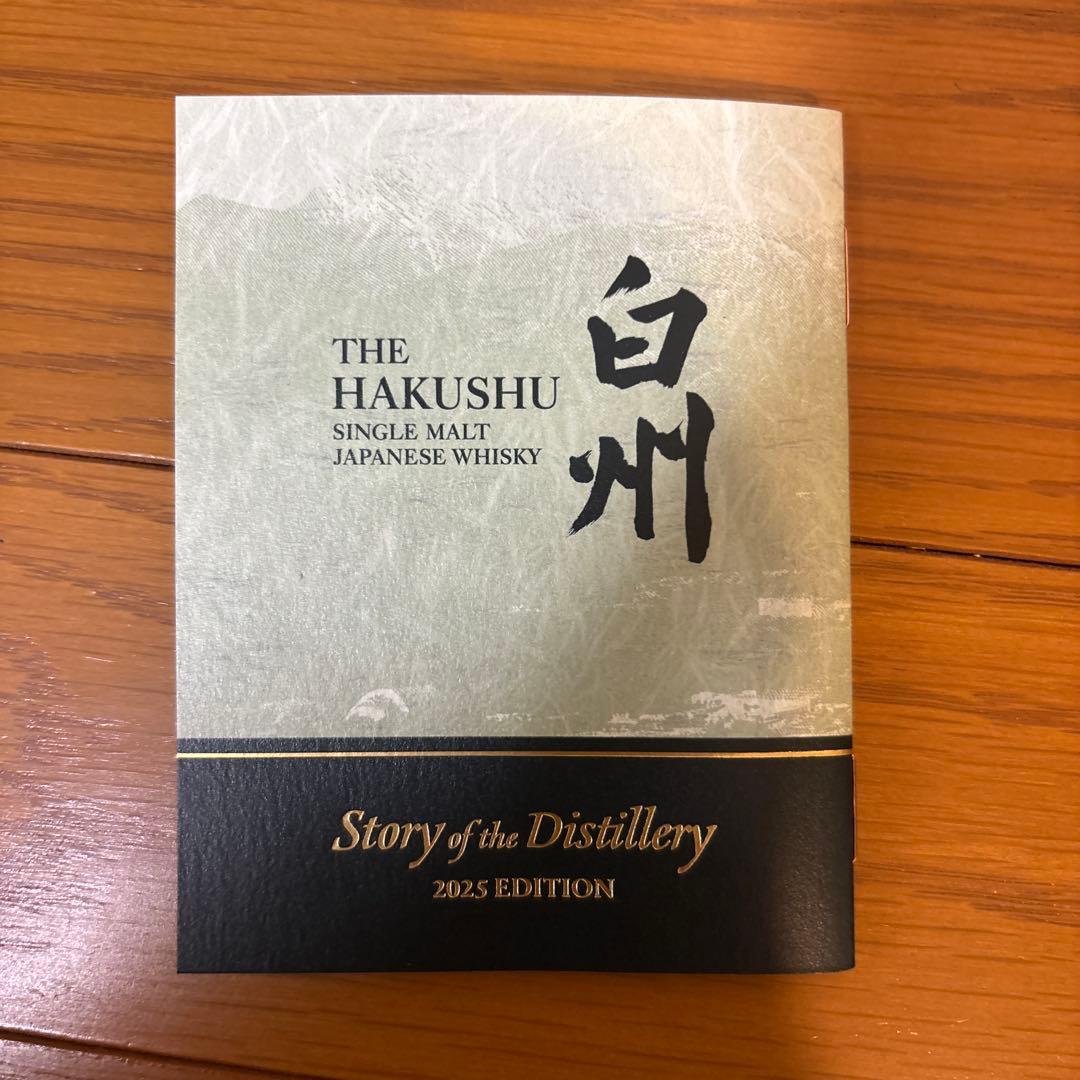 THE
HAKUSHU
SINGLE MALT
JAPANESE WHISKY
白州
Story of the Distillery
2025 EDITION